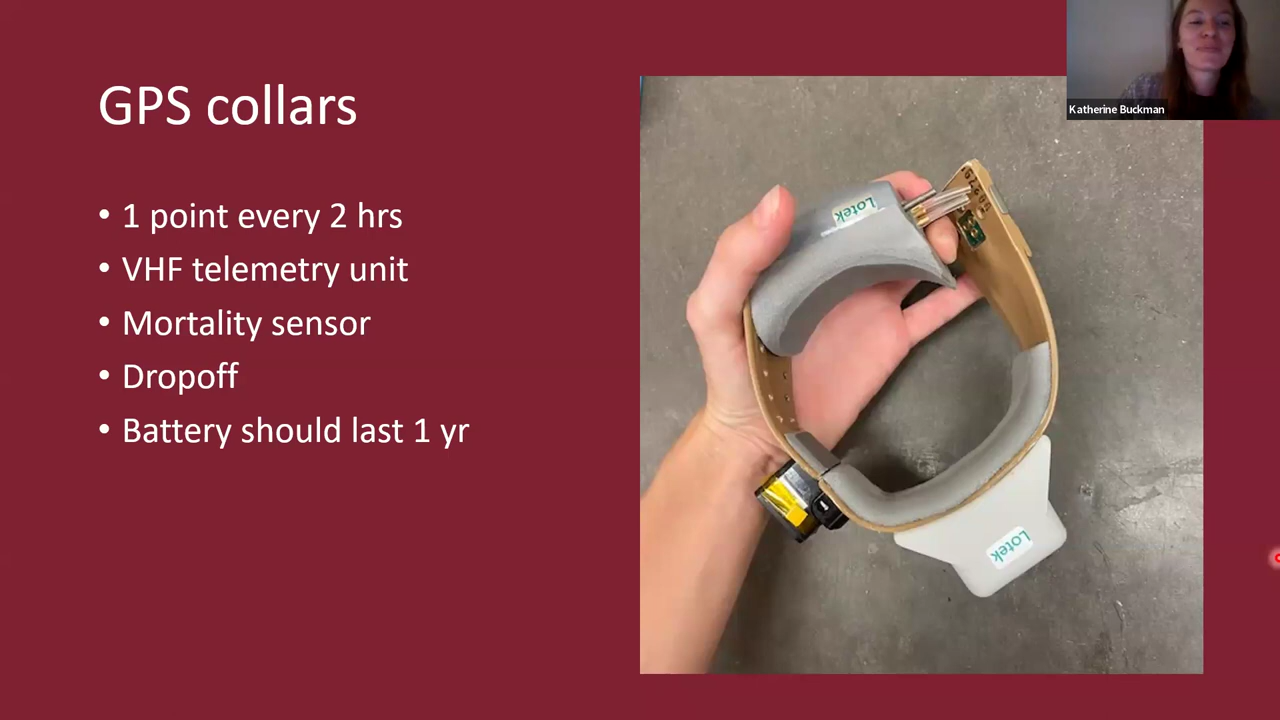 GPS collars
• 1 point every 2 hrs
• VHF telemetry unit
• Mortality sensor
• Dropoff
• Battery should last 1 yr
Katherine Buckman
Lotek
Lotek